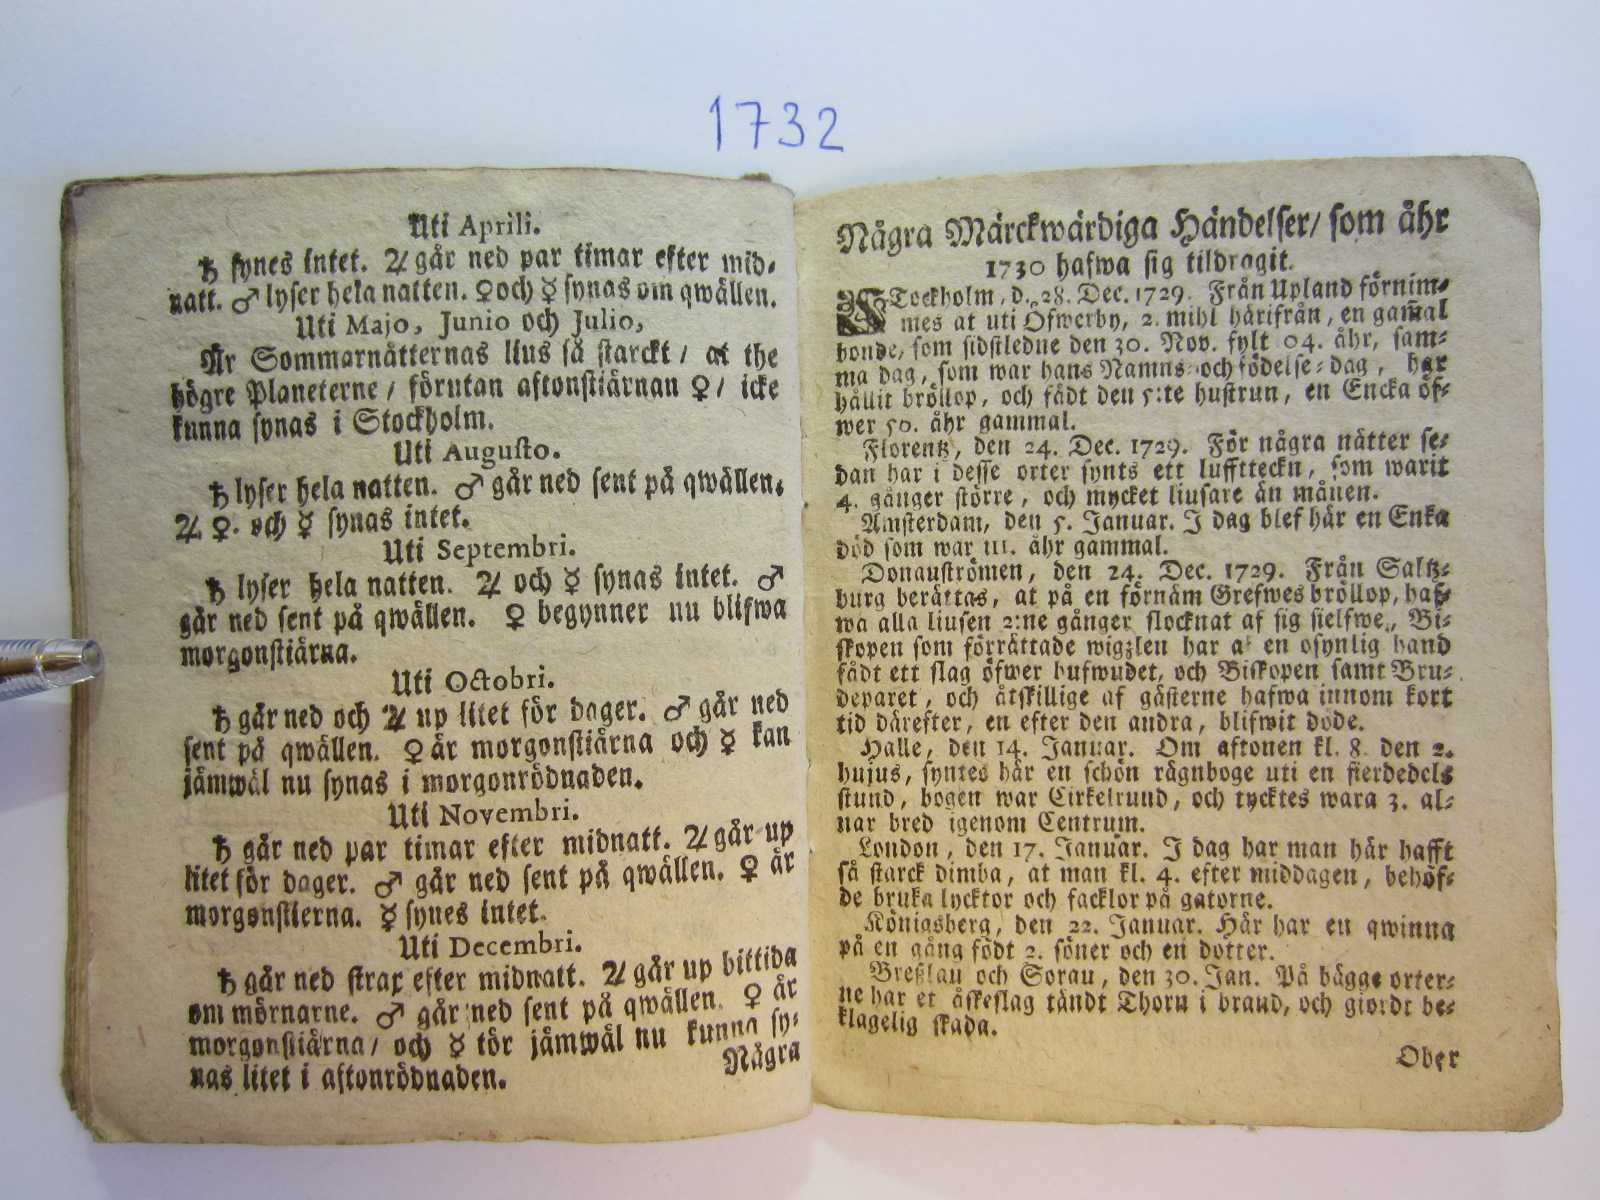 1732
Uti Aprili.
♄ synes intet. ♃ går ned par timar efter mid-
natt. ♂ lyser hela natten. ♀ och ☿ synas om qwällen.
Uti Majo, Junio och Julio,
Är Sommarnätternas lius så starckt / at the
högre Planeterne / förutan aftonstiärnan ♀ / icke
kunna synas i Stockholm.
Uti Augusto.
♄ lyser hela natten. ♂ går ned sent på qwällen.
♃ ♀. och ☿ synas intet.
Uti Septembri.
♄ lyser hela natten. ♃ och ☿ synas intet. ♂
går ned sent på qwällen. ♀ begynner nu blifwa
morgonstiärna.
Uti Octobri.
♄ går ned och ♃ up litet för dager. ♂ går ned
sent på qwällen. ♀ är morgonstiärna och ☿ kan
jämwäl nu synas i morgonrödnaden.
Uti Novembri.
♄ går ned par timar efter midnatt. ♃ går up
litet för dager. ♂ går ned sent på qwällen. ♀ är
morgonstierna. ☿ synes intet.
Uti Decembri.
♄ går ned strax efter midnatt. ♃ går up bittida
om mornarne. ♂ går ned sent på qwällen. ♀ är
morgonstiärna / och ☿ tör jämwäl nu kunna sy-
nas litet i aftonrödnaden.
Några
Några Märckwärdiga Händelser / som åhr
1730 hafwa sig tildragit.
STockholm, d. 28. Dec. 1729. Från Upland förnim-
mes at uti Öfwerby, 2. mihl härifrån, en gam̃al
bonde, som sidstledne den 30. Nov. fylt 04. åhr, sam-
ma dag, som war hans Namns- och födelse-dag, har
hållit bröllop, och fådt den 5:te hustrun, en Encka öf-
wer 50. åhr gammal.
Florentz, den 24. Dec. 1729. För några nätter se-
dan har i desse orter synts ett lufftteckn, som warit
4. gånger större, och mycket liusare än månen.
Amsterdam, den 5. Januar. I dag blef här en Enka
död som war 111. åhr gammal.
Donauströmen, den 24. Dec. 1729. Från Saltz-
burg berättas, at på en förnäm Grefwes bröllop, haf-
wa alla liusen 2:ne gånger slocknat af sig sielfwe, Bi-
skopen som förrättade wigzlen har af en osynlig hand
fådt ett slag öfwer hufwudet, och Biskopen samt Bru-
deparet, och åtskillige af gästerne hafwa innom kort
tid därefter, en efter den andra, blifwit döde.
Halle, den 14. Januar. Om aftonen kl. 8. den 2.
hujus, syntes här en schön rägnboge uti en fierdedels
stund, bogen war Cirkelrund, och tycktes wara 3. al-
nar bred igenom Centrum.
London, den 17. Januar. I dag har man här hafft
så starck dimba, at man kl. 4. efter middagen, behöf-
de bruka lycktor och facklor på gatorne.
Königsberg, den 22. Januar. Här har en qwinna
på en gång födt 2. söner och en dotter.
Breßlau och Sorau, den 30. Jan. På bägge orter-
ne har et åskeslag tändt Thorn i brand, och giordt be-
klagelig skada.
Ober